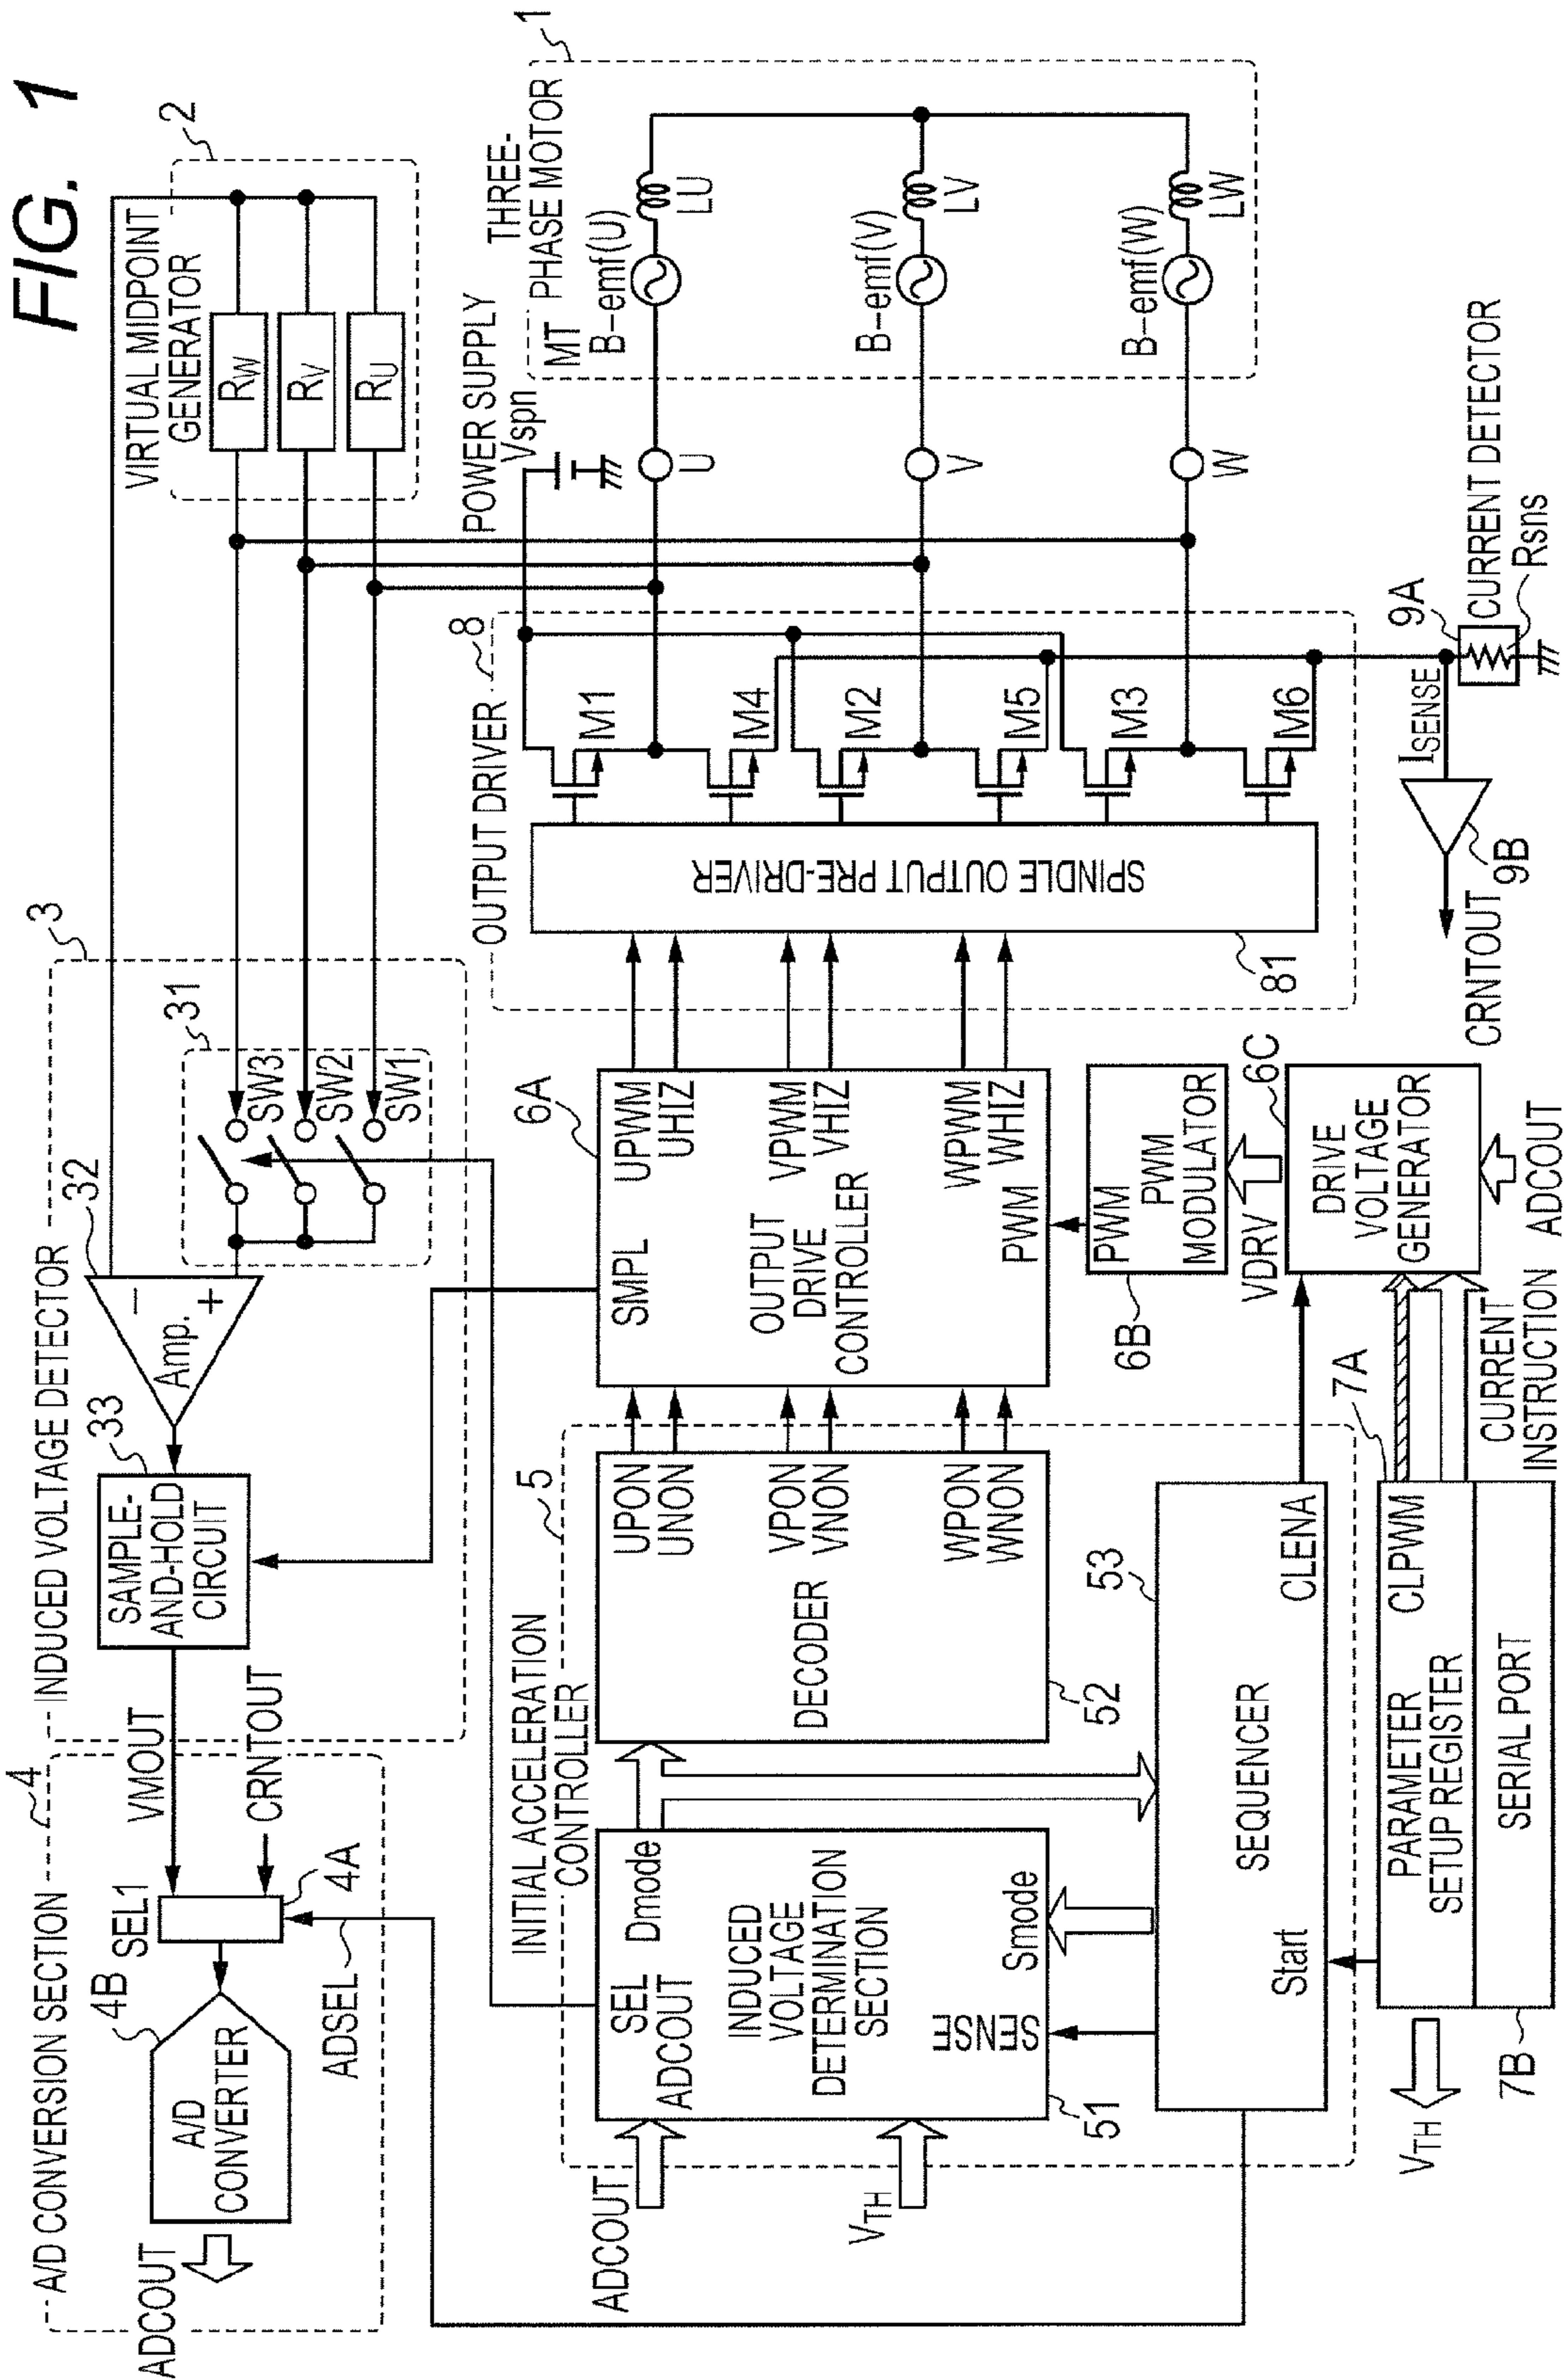 FIG. 1
A/D CONVERSION SECTION
4
ADCOUT
4B
A/D
CONVERTER
SEL1
4A
ADSEL
VMOUT
CRNTOUT
INDUCED VOLTAGE DETECTOR
3
33
SAMPLE-
AND-HOLD
CIRCUIT
32
Amp.
−
+
31
SW3
SW2
SW1
VIRTUAL MIDPOINT
GENERATOR
2
RW
RV
RU
INITIAL ACCELERATION
CONTROLLER
5
ADCOUT
VTH
SEL
ADCOUT
Dmode
INDUCED
VOLTAGE
DETERMINATION
SECTION
SENSE
Smode
51
DECODER
52
UPON
UNON
VPON
VNON
WPON
WNON
SEQUENCER
53
Start
CLENA
6A
SMPL
OUTPUT
DRIVE
CONTROLLER
UPWM
UHIZ
VPWM
VHIZ
WPWM
WHIZ
PWM
6B
PWM
PWM
MODULATOR
VDRV
6C
DRIVE
VOLTAGE
GENERATOR
ADCOUT
CURRENT
INSTRUCTION
7A
PARAMETER
SETUP REGISTER
CLPWM
SERIAL PORT
7B
VTH
OUTPUT DRIVER
8
SPINDLE OUTPUT PRE-DRIVER
81
M1
M4
M2
M5
M3
M6
POWER SUPPLY
Vspn
U
V
W
THREE-
PHASE MOTOR
MT
1
B-emf(U)
LU
B-emf(V)
LV
B-emf(W)
LW
CRNTOUT
9B
ISENSE
9A
CURRENT DETECTOR
Rsns